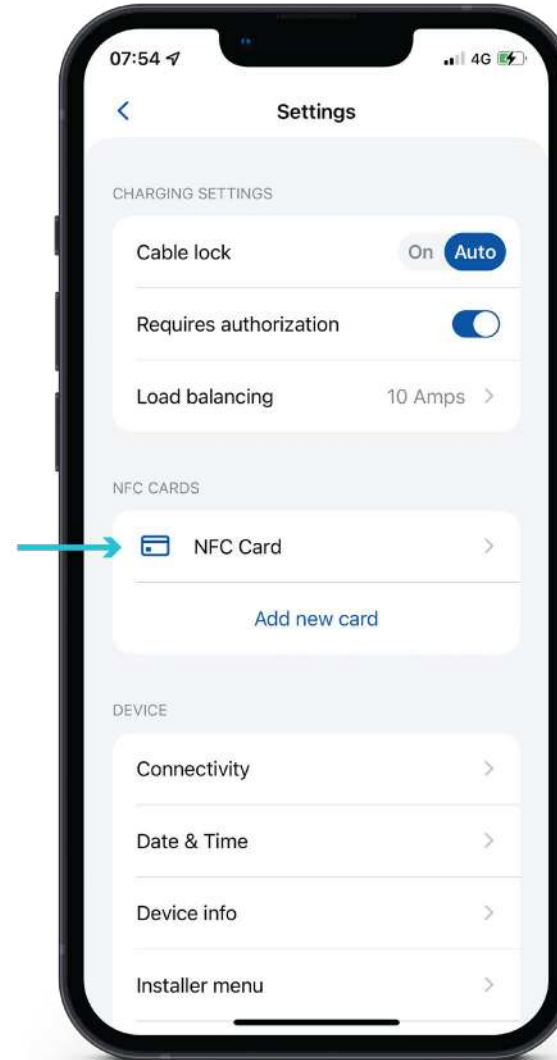 07:54 4G
Settings
CHARGING SETTINGS
Cable lock On Auto
Requires authorization
Load balancing 10 Amps >
NFC CARDS
NFC Card >
Add new card
DEVICE
Connectivity >
Date & Time >
Device info >
Installer menu >